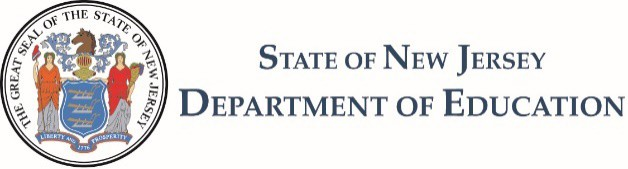 THE GREAT SEAL OF THE STATE OF NEW JERSEY
LIBERTY AND PROSPERITY
1776
STATE OF NEW JERSEY
DEPARTMENT OF EDUCATION